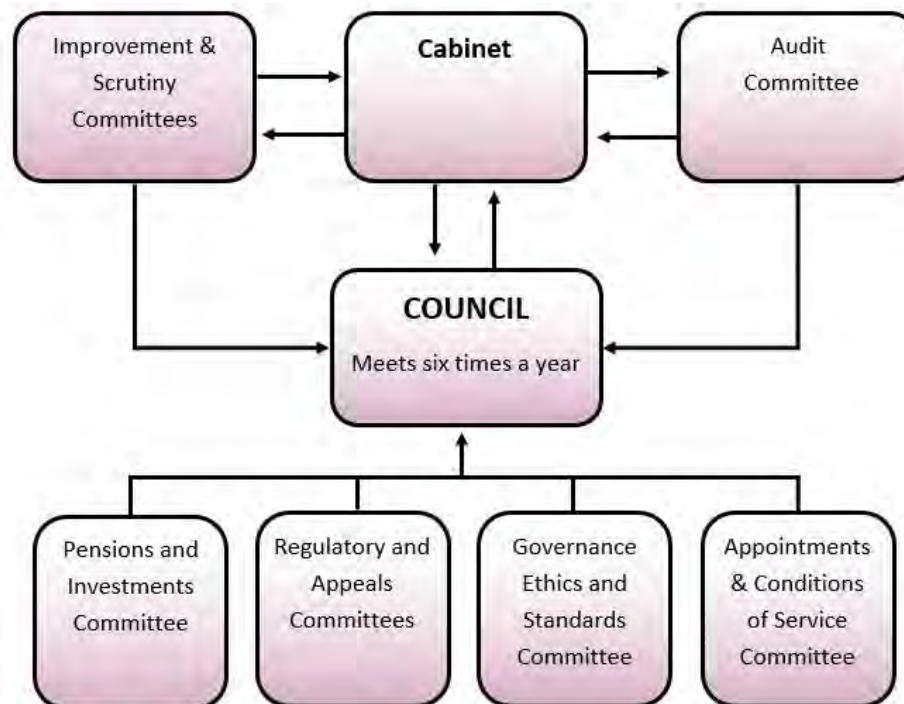 Improvement &
Scrutiny
Committees
Cabinet
Audit
Committee
COUNCIL
Meets six times a year
Pensions and
Investments
Committee
Regulatory and
Appeals
Committees
Governance
Ethics and
Standards
Committee
Appointments
& Conditions
of Service
Committee